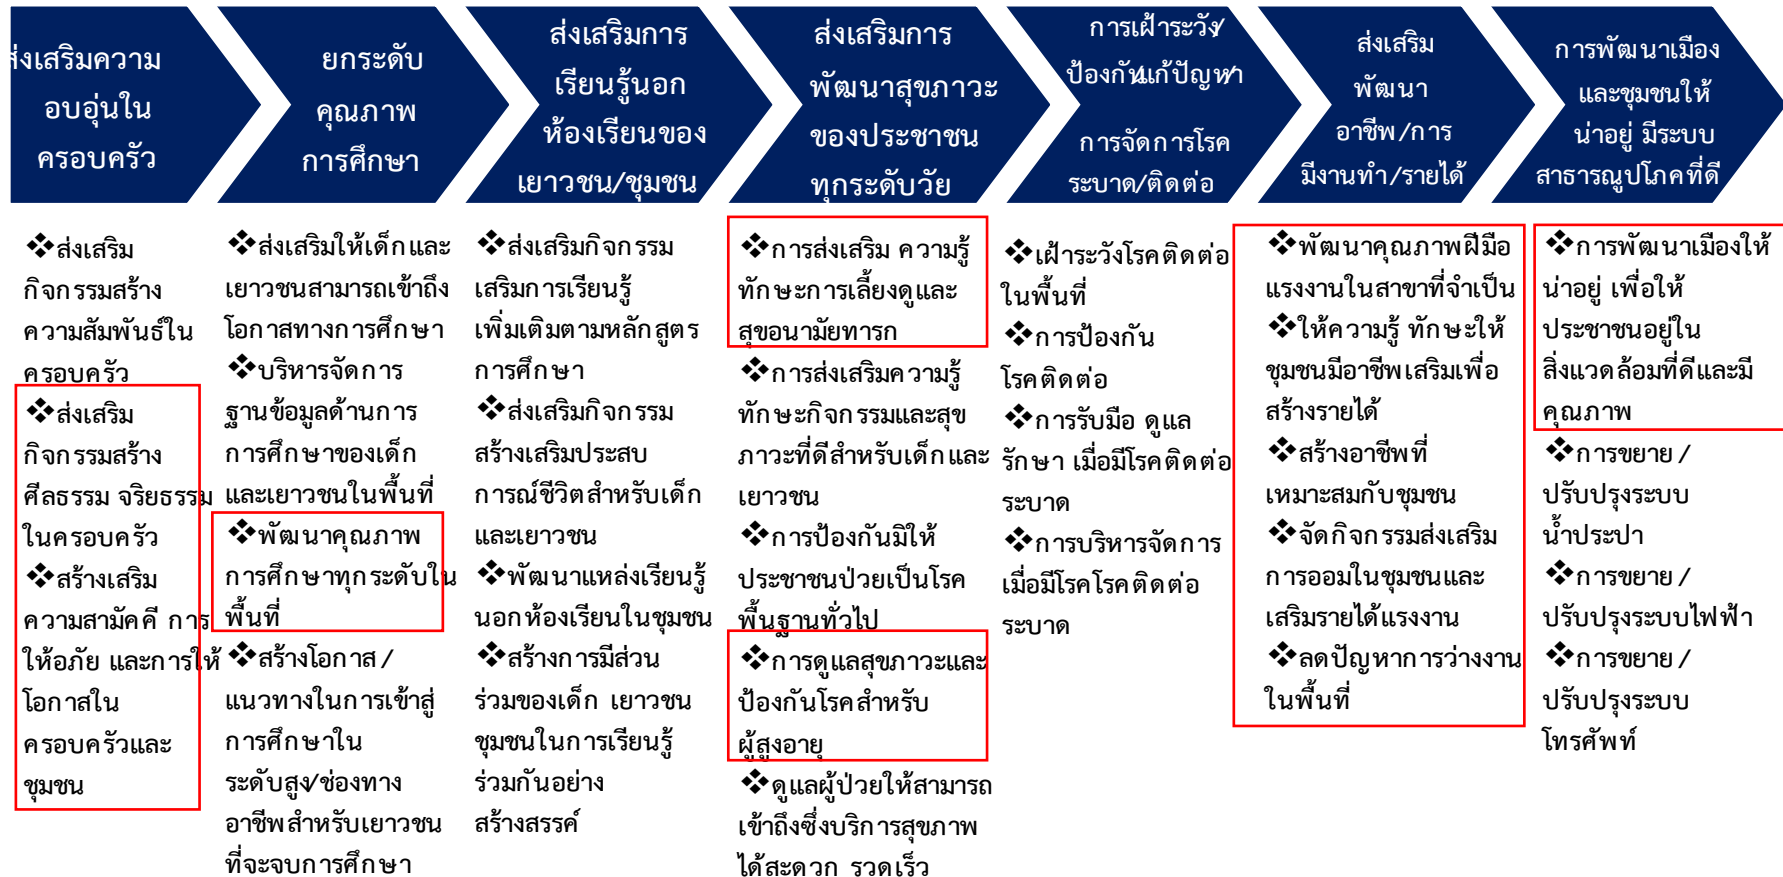 ส่งเสริมความ
อบอุ่นใน
ครอบครัว
ยกระดับ
คุณภาพ
การศึกษา
ส่งเสริมการ
เรียนรู้นอก
ห้องเรียนของ
เยาวชน/ชุมชน
ส่งเสริมการ
พัฒนาสุขภาวะ
ของประชาชน
ทุกระดับวัย
การเฝ้าระวัง/
ป้องกัน/แก้ปัญหา
การจัดการโรค
ระบาด/ติดต่อ
ส่งเสริม
พัฒนา
อาชีพ/การ
มีงานทำ/รายได้
การพัฒนาเมือง
และชุมชนให้
น่าอยู่ มีระบบ
สาธารณูปโภคที่ดี
❖ส่งเสริม
กิจกรรมสร้าง
ความสัมพันธ์ใน
ครอบครัว
❖ส่งเสริม
กิจกรรมสร้าง
ศีลธรรม จริยธรรม
ในครอบครัว
❖สร้างเสริม
ความสามัคคี การ
ให้อภัย และการให้
โอกาสใน
ครอบครัวและ
ชุมชน
❖ส่งเสริมให้เด็กและ
เยาวชนสามารถเข้าถึง
โอกาสทางการศึกษา
❖บริหารจัดการ
ฐานข้อมูลด้านการ
การศึกษาของเด็ก
และเยาวชนในพื้นที่
❖พัฒนาคุณภาพ
การศึกษาทุกระดับใน
พื้นที่
❖สร้างโอกาส/
แนวทางในการเข้าสู่
การศึกษาใน
ระดับสูง/ช่องทาง
อาชีพสำหรับเยาวชน
ที่จะจบการศึกษา
❖ส่งเสริมกิจกรรม
เสริมการเรียนรู้
เพิ่มเติมตามหลักสูตร
การศึกษา
❖ส่งเสริมกิจกรรม
สร้างเสริมประสบ
การณ์ชีวิตสำหรับเด็ก
และเยาวชน
❖พัฒนาแหล่งเรียนรู้
นอกห้องเรียนในชุมชน
❖สร้างการมีส่วน
ร่วมของเด็ก เยาวชน
ชุมชนในการเรียนรู้
ร่วมกันอย่าง
สร้างสรรค์
❖การส่งเสริม ความรู้
ทักษะการเลี้ยงดูและ
สุขอนามัยทารก
❖การส่งเสริมความรู้
ทักษะกิจกรรมและสุข
ภาวะที่ดีสำหรับเด็กและ
เยาวชน
❖การป้องกันมิให้
ประชาชนป่วยเป็นโรค
พื้นฐานทั่วไป
❖การดูแลสุขภาวะและ
ป้องกันโรคสำหรับ
ผู้สูงอายุ
❖ดูแลผู้ป่วยให้สามารถ
เข้าถึงซึ่งบริการสุขภาพ
ได้สะดวก รวดเร็ว
❖เฝ้าระวังโรคติดต่อ
ในพื้นที่
❖การป้องกัน
โรคติดต่อ
❖การรับมือ ดูแล
รักษา เมื่อมีโรคติดต่อ
ระบาด
❖การบริหารจัดการ
เมื่อมีโรคโรคติดต่อ
ระบาด
❖พัฒนาคุณภาพฝีมือ
แรงงานในสาขาที่จำเป็น
❖ให้ความรู้ ทักษะให้
ชุมชนมีอาชีพเสริมเพื่อ
สร้างรายได้
❖สร้างอาชีพที่
เหมาะสมกับชุมชน
❖จัดกิจกรรมส่งเสริม
การออมในชุมชนและ
เสริมรายได้แรงงาน
❖ลดปัญหาการว่างงาน
ในพื้นที่
❖การพัฒนาเมืองให้
น่าอยู่ เพื่อให้
ประชาชนอยู่ใน
สิ่งแวดล้อมที่ดีและมี
คุณภาพ
❖การขยาย/
ปรับปรุงระบบ
น้ำประปา
❖การขยาย/
ปรับปรุงระบบไฟฟ้า
❖การขยาย/
ปรับปรุงระบบ
โทรศัพท์